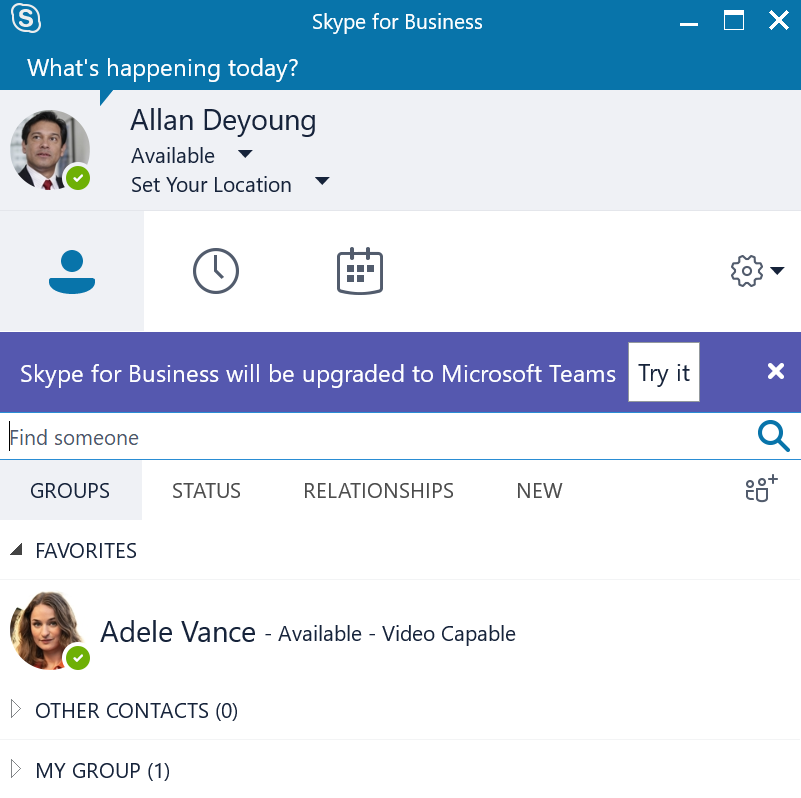 Skype for Business
What's happening today?
Allan Deyoung
Available
Set Your Location
Skype for Business will be upgraded to Microsoft Teams Try it
Find someone
GROUPS STATUS RELATIONSHIPS NEW
FAVORITES
Adele Vance - Available - Video Capable
OTHER CONTACTS (0)
MY GROUP (1)